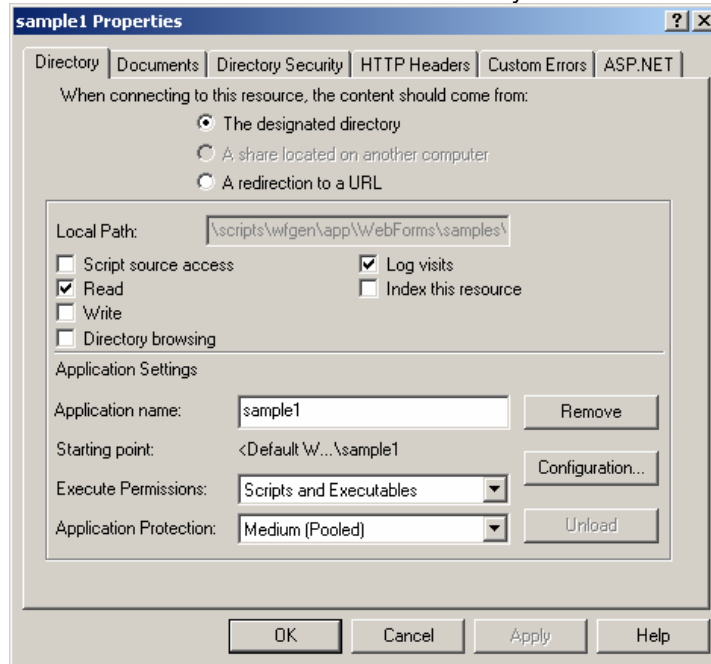 sample1 Properties
Directory Documents Directory Security HTTP Headers Custom Errors ASP.NET
When connecting to this resource, the content should come from:
The designated directory
A share located on another computer
A redirection to a URL
Local Path: \scripts\wfgen\app\WebForms\samples\
Script source access Log visits
Read Index this resource
Write
Directory browsing
Application Settings
Application name: sample1 Remove
Starting point: <Default W...\sample1
Configuration...
Execute Permissions: Scripts and Executables
Application Protection: Medium (Pooled) Unload
OK Cancel Apply Help